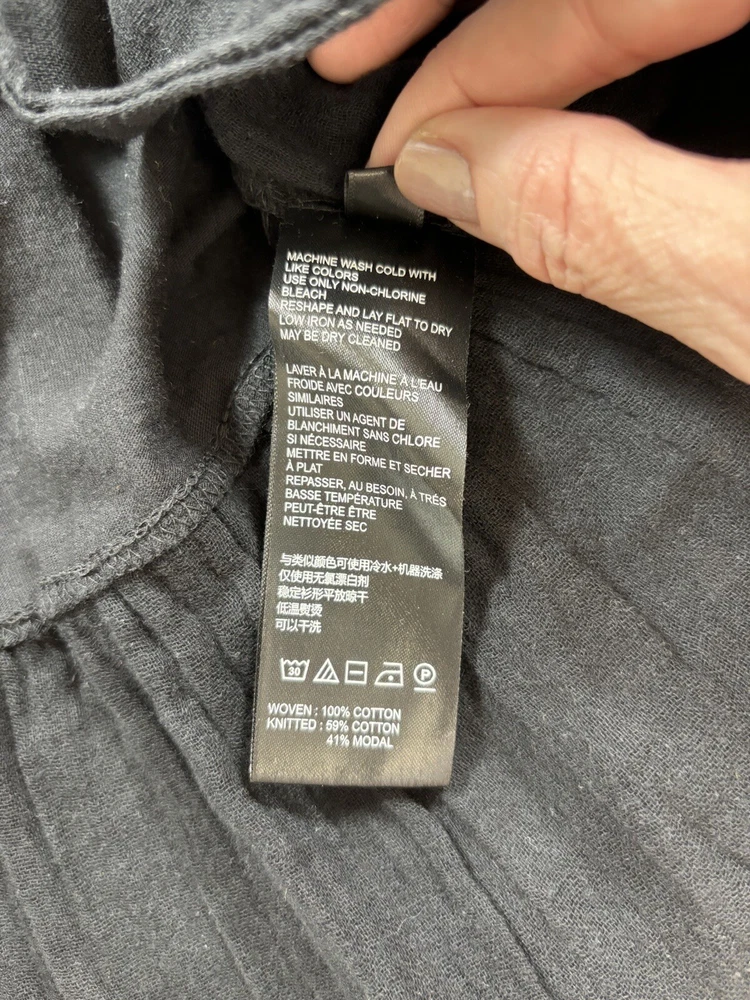 MACHINE WASH COLD WITH
LIKE COLORS
USE ONLY NON-CHLORINE
BLEACH
RESHAPE AND LAY FLAT TO DRY
LOW IRON AS NEEDED
MAY BE DRY CLEANED
LAVER À LA MACHINE À L'EAU
FROIDE AVEC COULEURS
SIMILAIRES
UTILISER UN AGENT DE
BLANCHIMENT SANS CHLORE
SI NÉCESSAIRE
METTRE EN FORME ET SECHER
À PLAT
REPASSER, AU BESOIN, À TRÉS
BASSE TEMPÉRATURE
PEUT-ÊTRE ÊTRE
NETTOYÉE SEC
与类似颜色可使用冷水+机器洗涤
仅使用无氯漂白剂
稳定衫形平放晾干
低温熨烫
可以干洗
30 P
WOVEN : 100% COTTON
KNITTED : 59% COTTON
41% MODAL